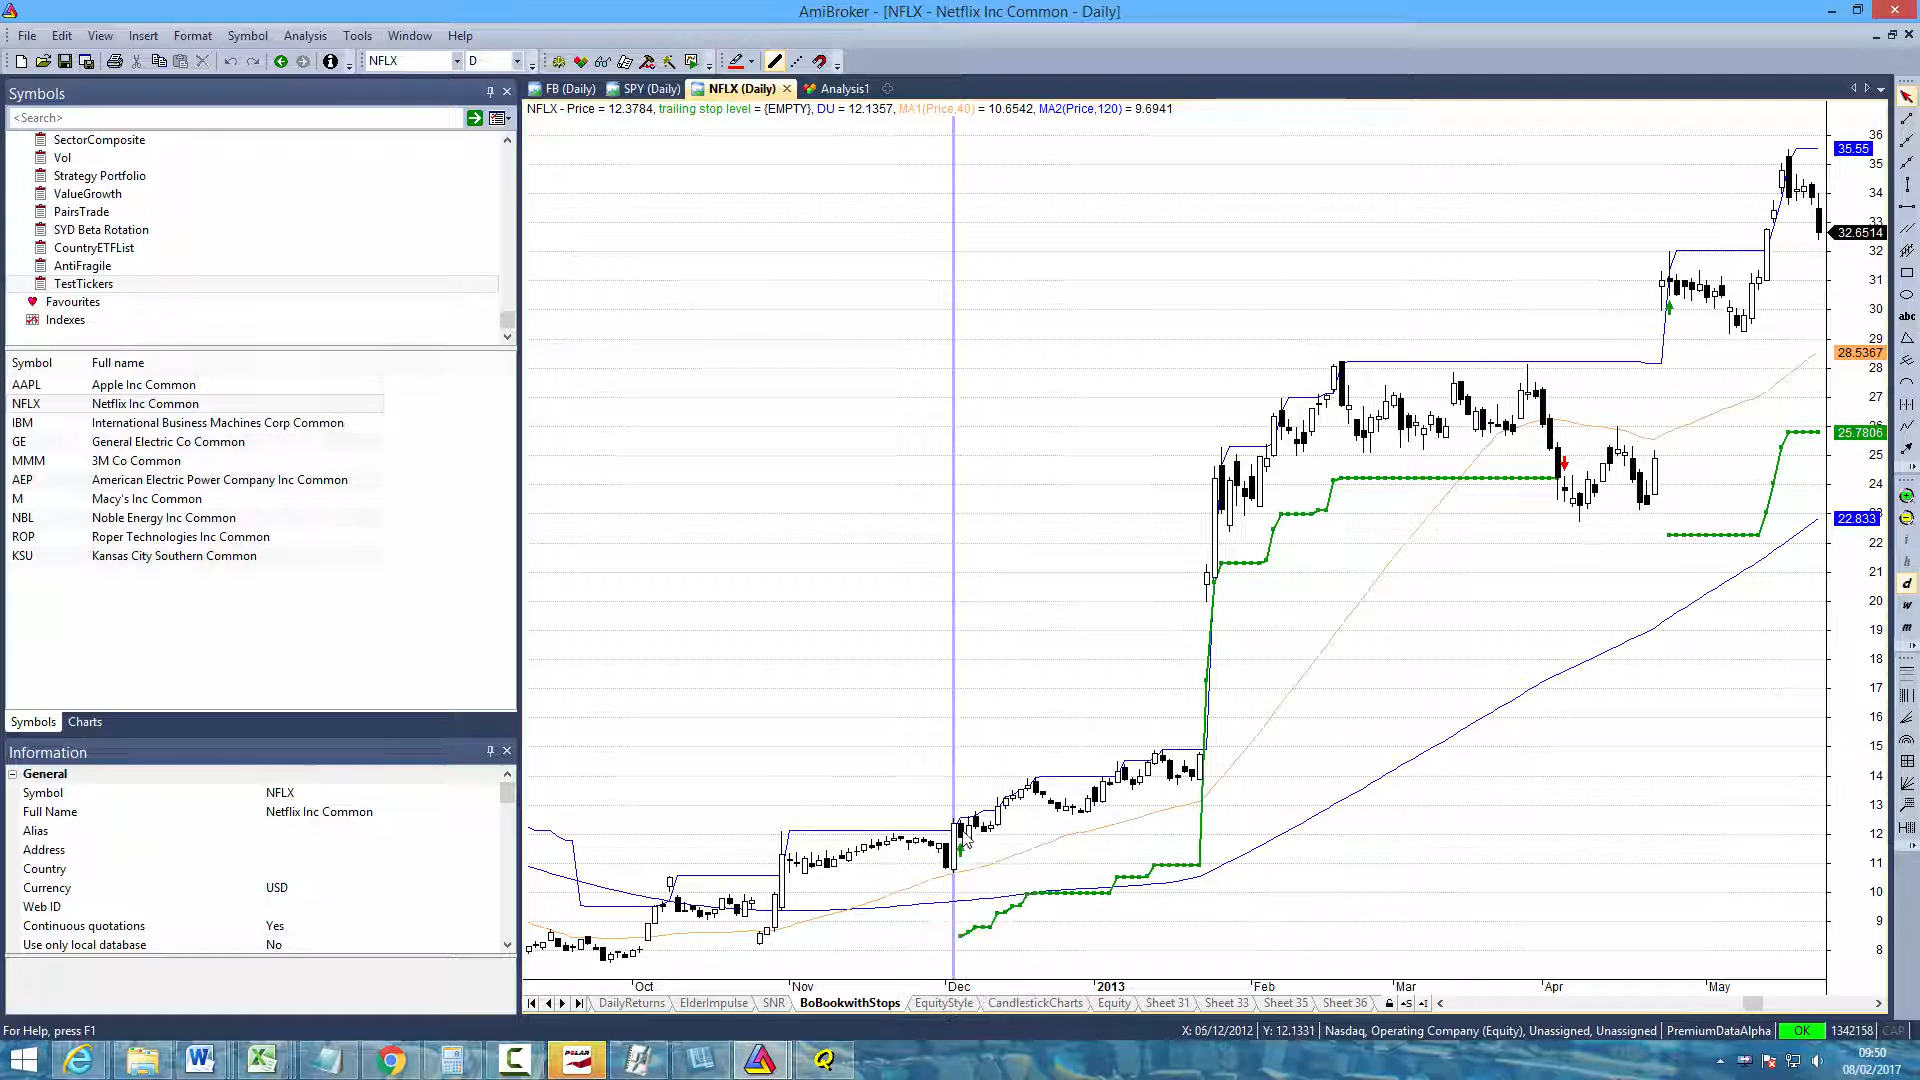 AmiBroker - [NFLX - Netflix Inc Common - Daily]
File Edit View Insert Format Symbol Analysis Tools Window Help
NFLX D
Symbols
<Search>
SectorComposite
Vol
Strategy Portfolio
ValueGrowth
PairsTrade
SYD Beta Rotation
CountryETFList
AntiFragile
TestTickers
Favourites
Indexes
Symbol Full name
AAPL Apple Inc Common
NFLX Netflix Inc Common
IBM International Business Machines Corp Common
GE General Electric Co Common
MMM 3M Co Common
AEP American Electric Power Company Inc Common
M Macy's Inc Common
NBL Noble Energy Inc Common
ROP Roper Technologies Inc Common
KSU Kansas City Southern Common
Symbols Charts
Information
General
Symbol NFLX
Full Name Netflix Inc Common
Alias
Address
Country
Currency USD
Web ID
Continuous quotations Yes
Use only local database No
FB (Daily) SPY (Daily) NFLX (Daily) Analysis1
NFLX - Price = 12.3784, trailing stop level = {EMPTY}, DU = 12.1357, MA1(Price,40) = 10.6542, MA2(Price,120) = 9.6941
36
35.55
35
34
33
32.6514
32
31
30
29
28.5367
28
27
26
25.7806
25
24
23
22.833
22
21
20
19
18
17
16
15
14
13
12
11
10
9
8
Oct Nov Dec 2013 Feb Mar Apr May
DailyReturns ElderImpulse SNR BoBookwithStops EquityStyle CandlestickCharts Equity Sheet 31 Sheet 33 Sheet 35 Sheet 36
abc
d
w
m
For Help, press F1
X: 05/12/2012 Y: 12.1331 Nasdaq, Operating Company (Equity), Unassigned, Unassigned PremiumDataAlpha OK 1342158 CAP
POLAR
09:50
08/02/2017